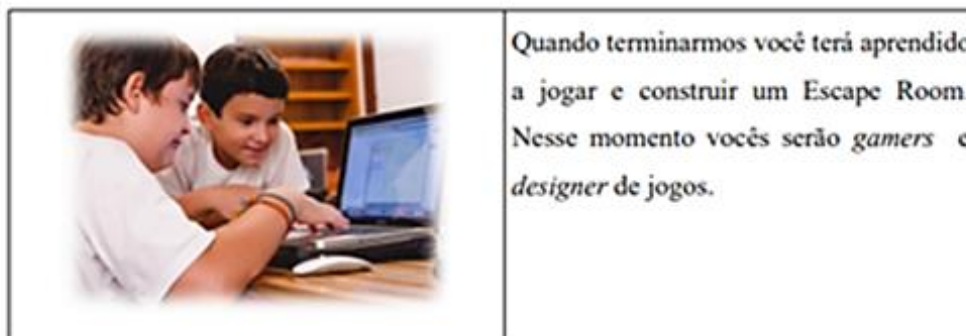 Quando terminarmos você terá aprendido
a jogar e construir um Escape Room
Nesse momento vocês serão gamers e
designer de jogos.